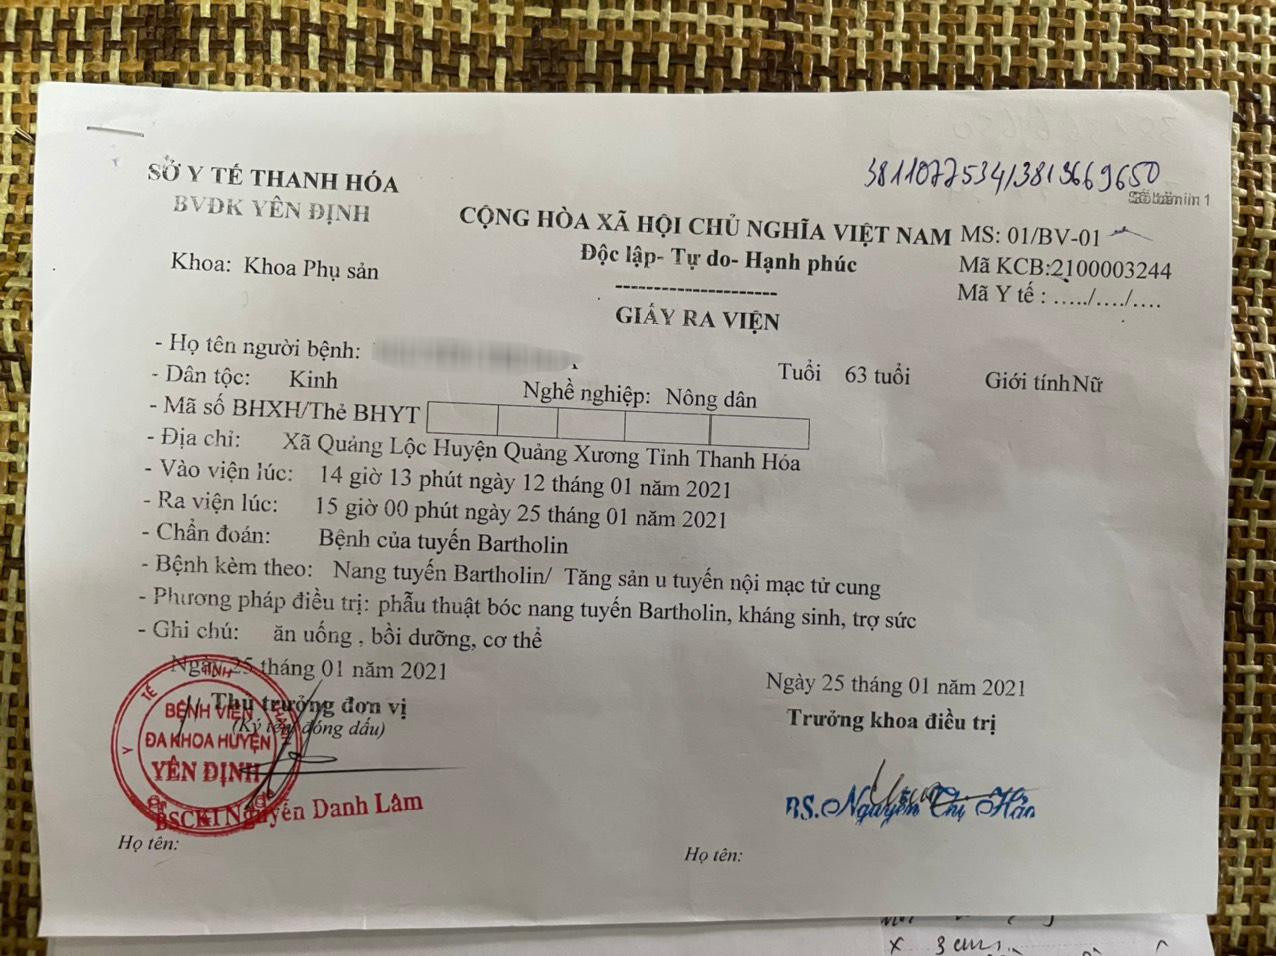 38110772534/3813669650
SỞ Y TẾ THANH HÓA
BVĐK YÊN ĐỊNH
Khoa: Khoa Phụ sản
CỘNG HÒA XÃ HỘI CHỦ NGHĨA VIỆT NAM
Độc lập- Tự do- Hạnh phúc
MS: 01/BV-01
Mã KCB:2100003244
Mã Y tế : ...../..../....
GIẤY RA VIỆN
- Họ tên người bệnh:
Tuổi 63 tuổi Giới tính Nữ
- Dân tộc: Kinh Nghề nghiệp: Nông dân
- Mã số BHXH/Thẻ BHYT
- Địa chỉ: Xã Quảng Lộc Huyện Quảng Xương Tỉnh Thanh Hóa
- Vào viện lúc: 14 giờ 13 phút ngày 12 tháng 01 năm 2021
- Ra viện lúc: 15 giờ 00 phút ngày 25 tháng 01 năm 2021
- Chẩn đoán: Bệnh của tuyến Bartholin
- Bệnh kèm theo: Nang tuyến Bartholin/ Tăng sản u tuyến nội mạc tử cung
- Phương pháp điều trị: phẫu thuật bóc nang tuyến Bartholin, kháng sinh, trợ sức
- Ghi chú: ăn uống , bồi dưỡng, cơ thể
Ngày 25 tháng 01 năm 2021
Thủ trưởng đơn vị
(Ký tên đóng dấu)
BỆNH VIỆN
ĐA KHOA HUYỆN
YÊN ĐỊNH
BSCKI Nguyễn Danh Lâm
Họ tên:
Ngày 25 tháng 01 năm 2021
Trưởng khoa điều trị
BS.Nguyễn Thị Hân
Họ tên:
x 3